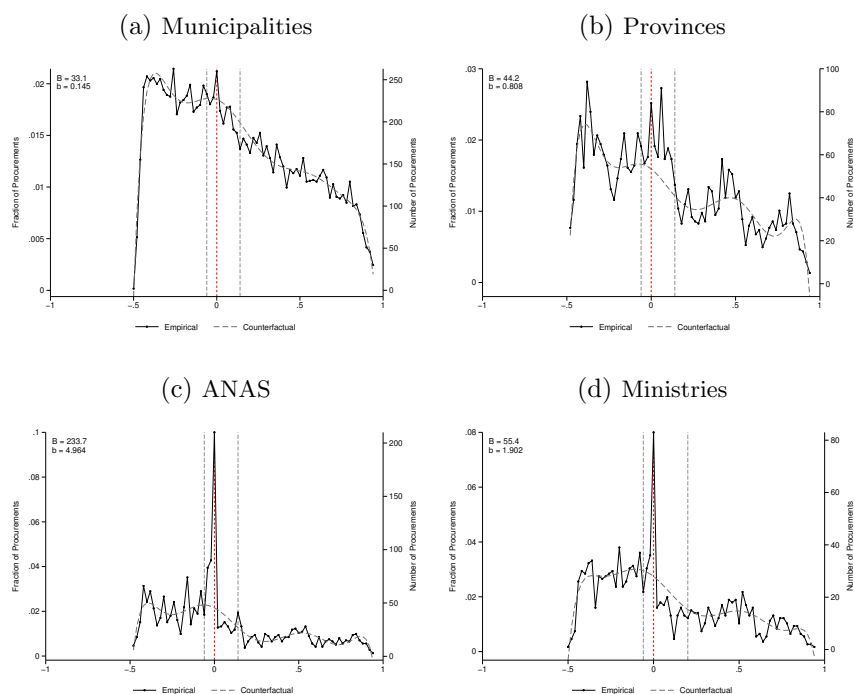 (a) Municipalities
B = 33.1
b = 0.145
Fraction of Procurements
.02
.015
.01
.005
0
Number of Procurements
250
200
150
100
50
0
-1
-.5
0
.5
1
Empirical
Counterfactual
(b) Provinces
B = 44.2
b = 0.808
Fraction of Procurements
.03
.02
.01
0
Number of Procurements
100
80
60
40
20
0
-1
-.5
0
.5
1
Empirical
Counterfactual
(c) ANAS
B = 233.7
b = 4.964
Fraction of Procurements
.1
.08
.06
.04
.02
0
Number of Procurements
200
150
100
50
0
-1
-.5
0
.5
1
Empirical
Counterfactual
(d) Ministries
B = 55.4
b = 1.902
Fraction of Procurements
.08
.06
.04
.02
0
Number of Procurements
80
60
40
20
0
-1
-.5
0
.5
1
Empirical
Counterfactual